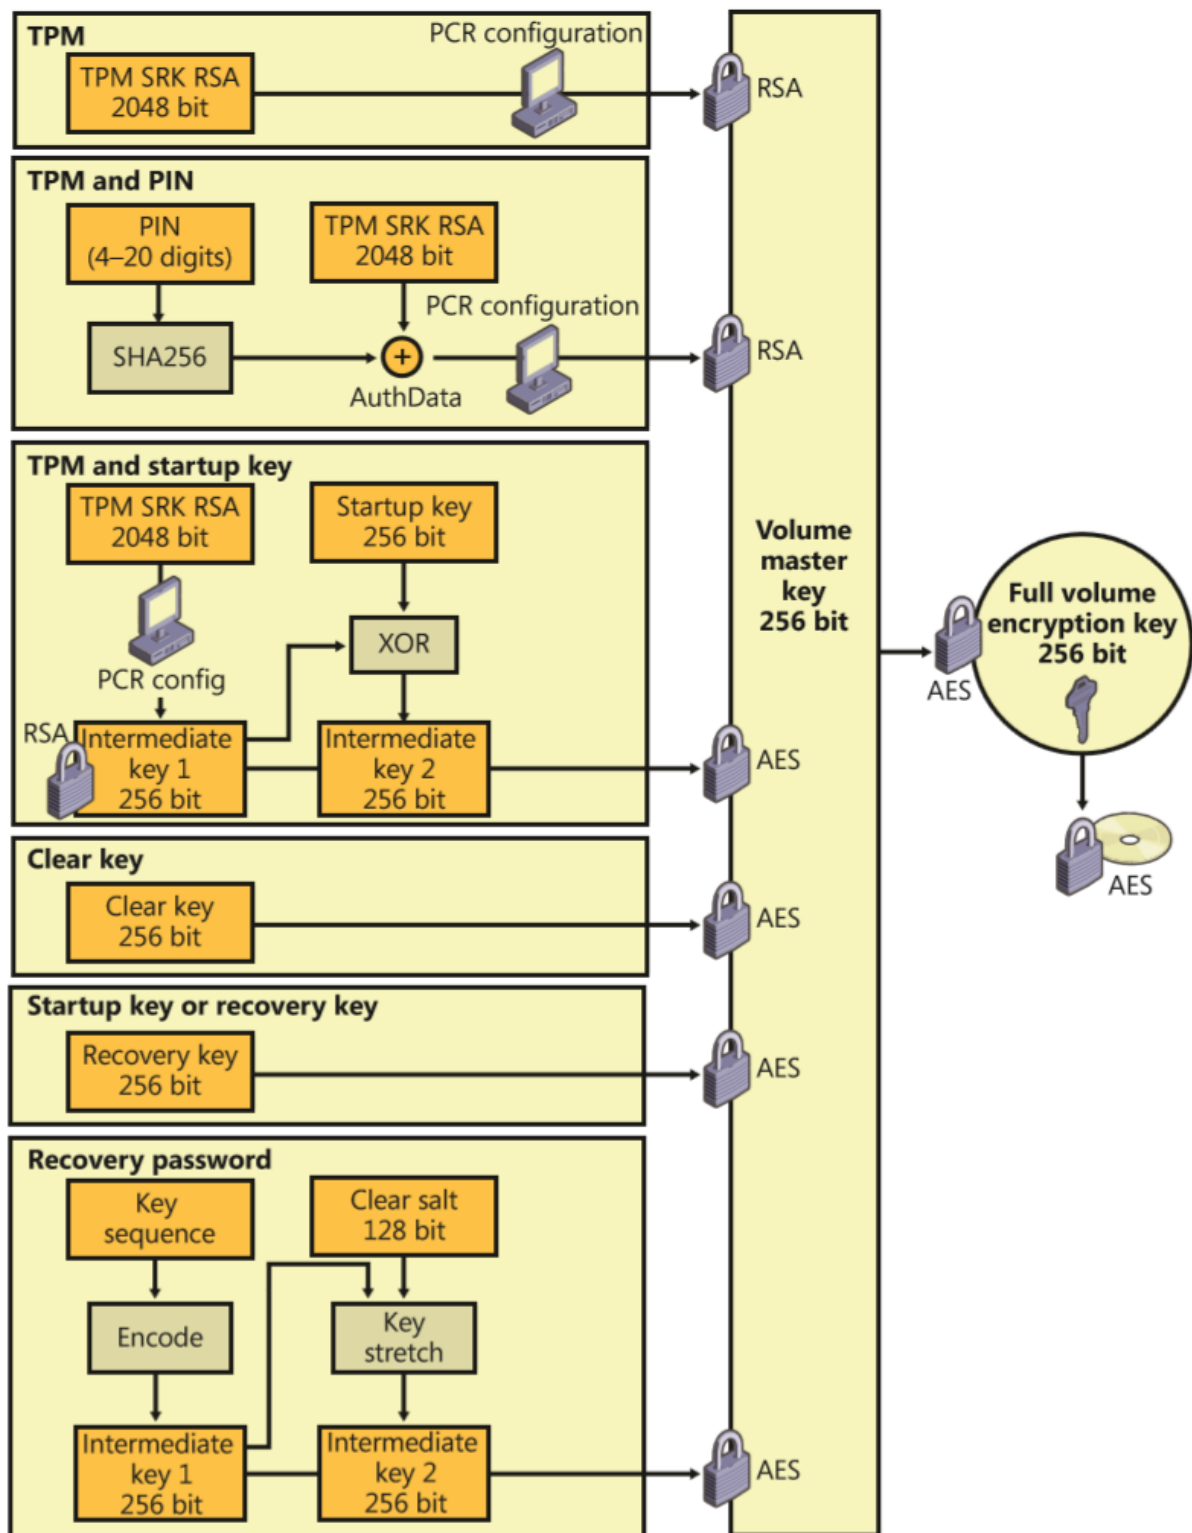 TPM
PCR configuration
TPM SRK RSA
2048 bit
RSA
TPM and PIN
PIN
(4–20 digits)
TPM SRK RSA
2048 bit
PCR configuration
SHA256
+
AuthData
RSA
TPM and startup key
TPM SRK RSA
2048 bit
Startup key
256 bit
XOR
PCR config
RSA
Intermediate
key 1
256 bit
Intermediate
key 2
256 bit
AES
Clear key
Clear key
256 bit
AES
Startup key or recovery key
Recovery key
256 bit
AES
Recovery password
Key
sequence
Clear salt
128 bit
Encode
Key
stretch
Intermediate
key 1
256 bit
Intermediate
key 2
256 bit
AES
Volume
master
key
256 bit
Full volume
encryption key
256 bit
AES
AES